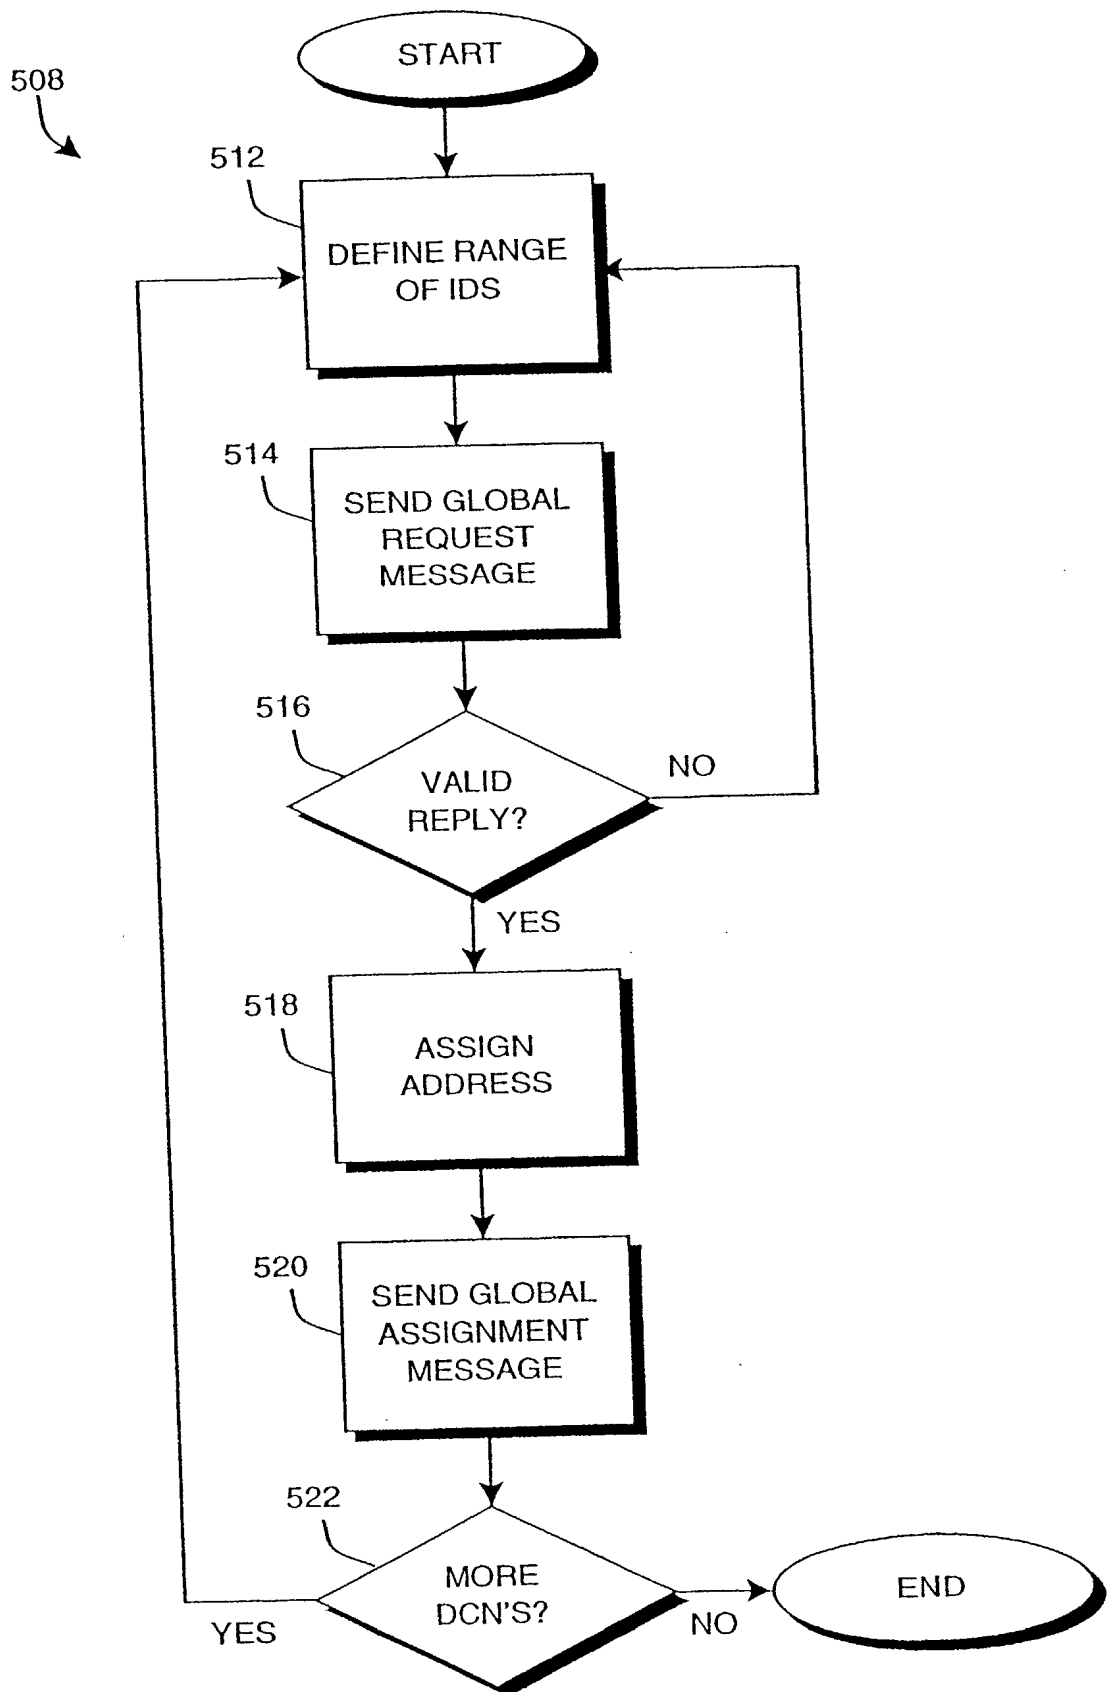 START
508
512
DEFINE RANGE
OF IDS
514
SEND GLOBAL
REQUEST
MESSAGE
516
VALID
REPLY?
NO
YES
518
ASSIGN
ADDRESS
520
SEND GLOBAL
ASSIGNMENT
MESSAGE
522
MORE
DCN'S?
YES
NO
END